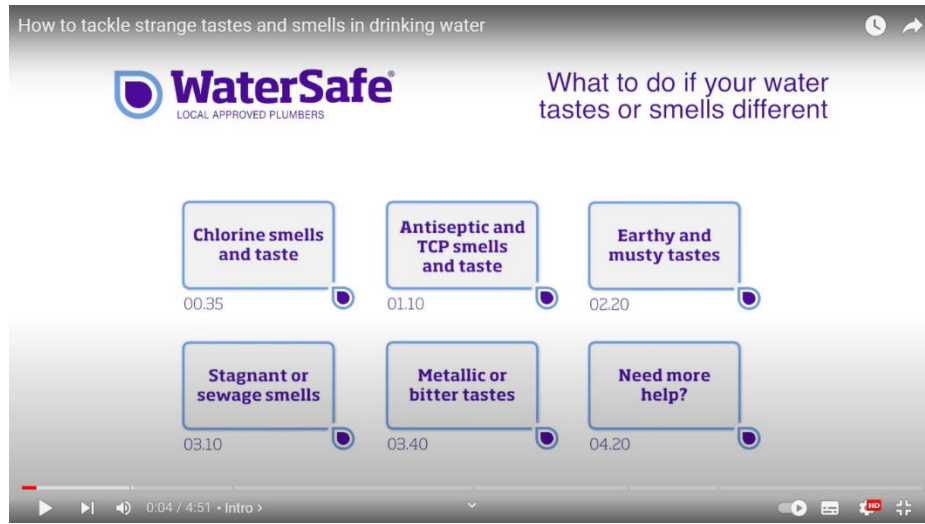 How to tackle strange tastes and smells in drinking water
WaterSafe®
LOCAL APPROVED PLUMBERS
What to do if your water
tastes or smells different
Chlorine smells
and taste
00.35
Antiseptic and
TCP smells
and taste
01.10
Earthy and
musty tastes
02.20
Stagnant or
sewage smells
03.10
Metallic or
bitter tastes
03.40
Need more
help?
04.20
0:04 / 4:51 • Intro >
HD